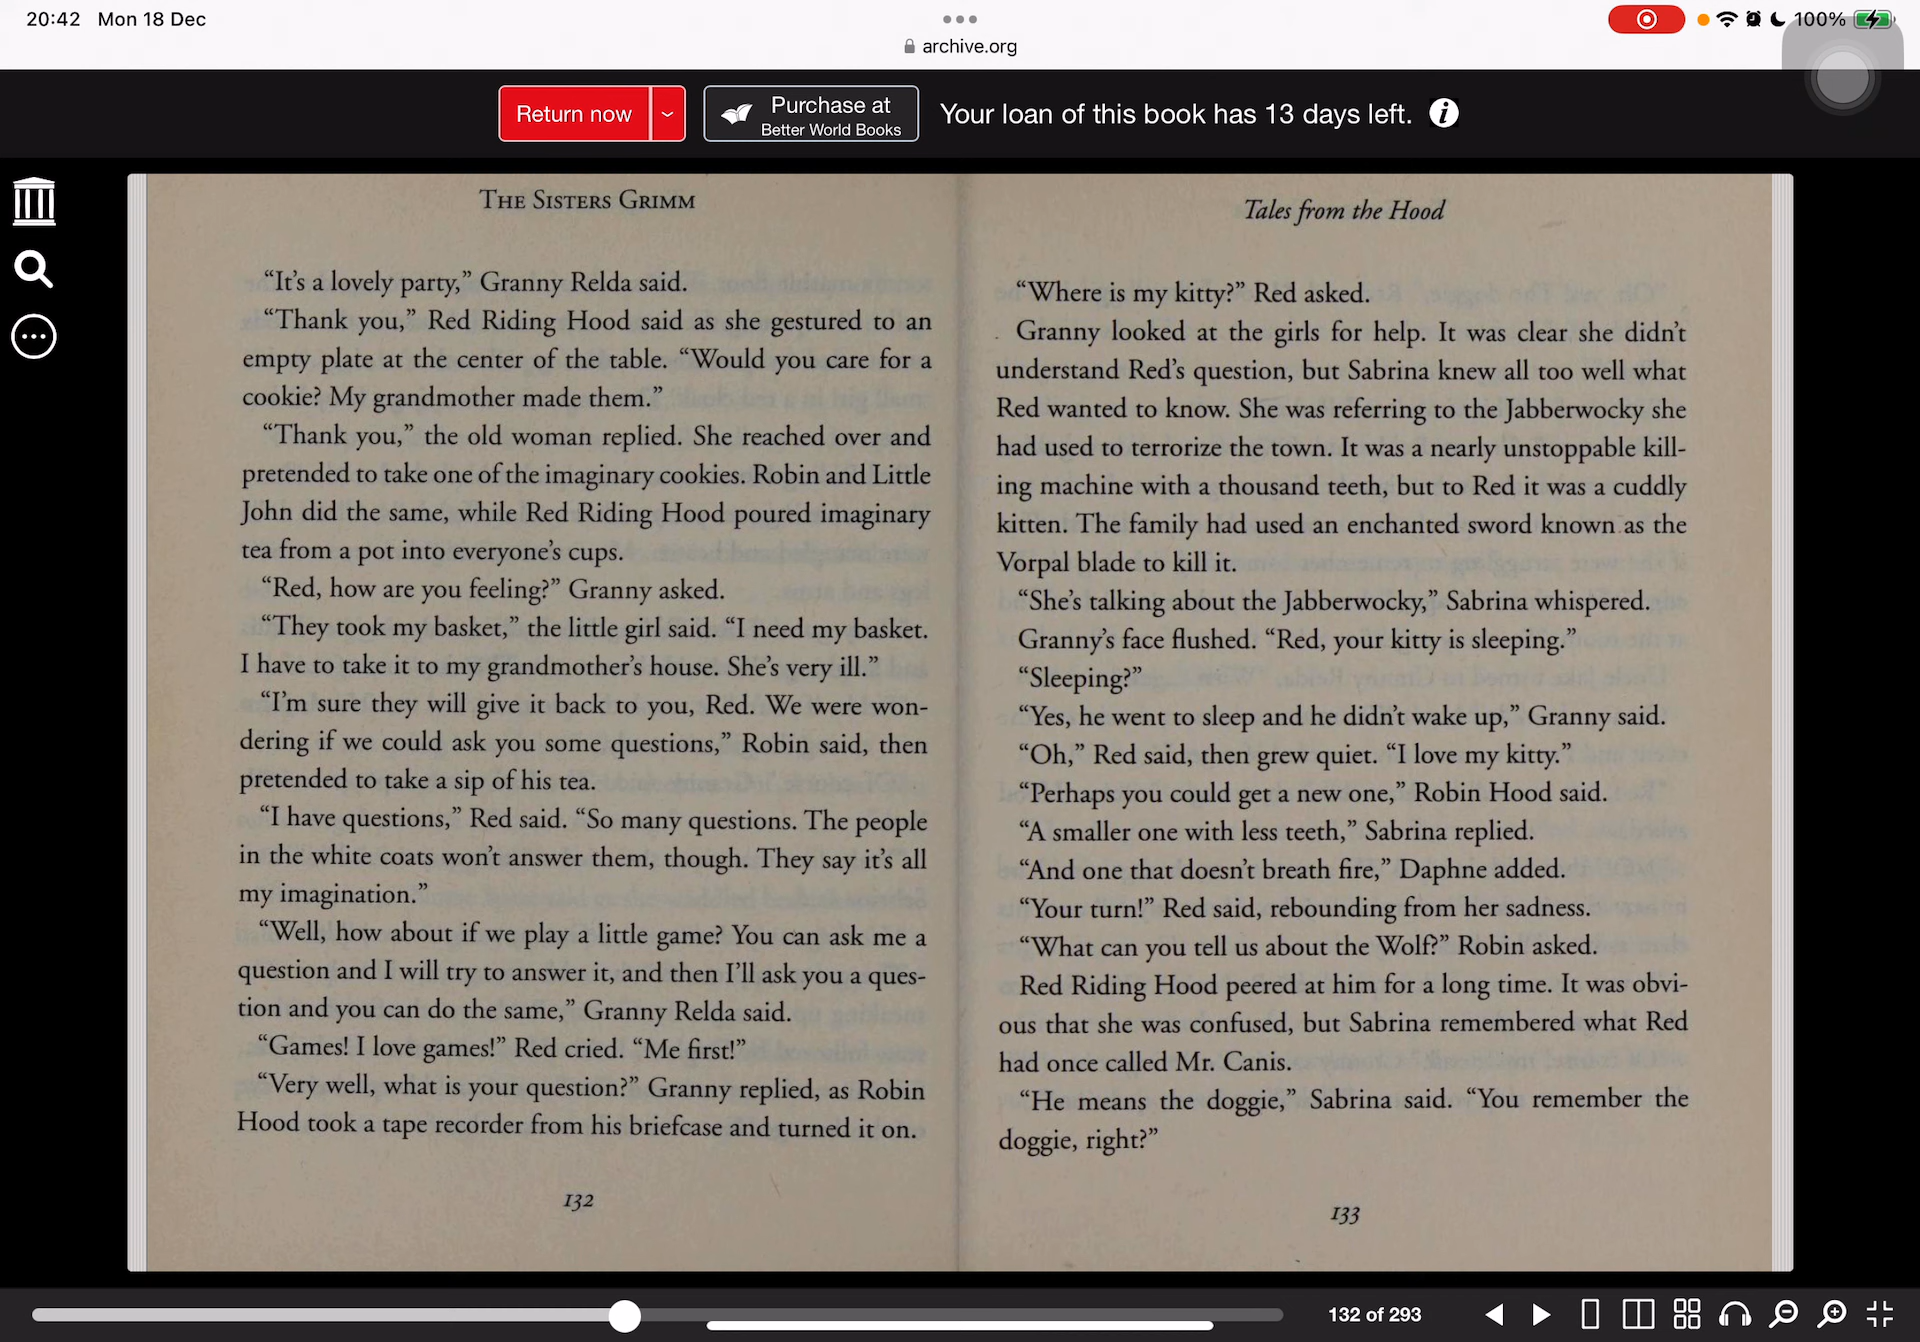 20:42 Mon 18 Dec
100%
archive.org
Return now
Purchase at
Better World Books
Your loan of this book has 13 days left.
THE SISTERS GRIMM
“It’s a lovely party,” Granny Relda said.
“Thank you,” Red Riding Hood said as she gestured to an
empty plate at the center of the table. “Would you care for a
cookie? My grandmother made them.”
“Thank you,” the old woman replied. She reached over and
pretended to take one of the imaginary cookies. Robin and Little
John did the same, while Red Riding Hood poured imaginary
tea from a pot into everyone’s cups.
“Red, how are you feeling?” Granny asked.
“They took my basket,” the little girl said. “I need my basket.
I have to take it to my grandmother’s house. She’s very ill.”
“I’m sure they will give it back to you, Red. We were won-
dering if we could ask you some questions,” Robin said, then
pretended to take a sip of his tea.
“I have questions,” Red said. “So many questions. The people
in the white coats won’t answer them, though. They say it’s all
my imagination.”
“Well, how about if we play a little game? You can ask me a
question and I will try to answer it, and then I’ll ask you a ques-
tion and you can do the same,” Granny Relda said.
“Games! I love games!” Red cried. “Me first!”
“Very well, what is your question?” Granny replied, as Robin
Hood took a tape recorder from his briefcase and turned it on.
132
Tales from the Hood
“Where is my kitty?” Red asked.
Granny looked at the girls for help. It was clear she didn’t
understand Red’s question, but Sabrina knew all too well what
Red wanted to know. She was referring to the Jabberwocky she
had used to terrorize the town. It was a nearly unstoppable kill-
ing machine with a thousand teeth, but to Red it was a cuddly
kitten. The family had used an enchanted sword known as the
Vorpal blade to kill it.
“She’s talking about the Jabberwocky,” Sabrina whispered.
Granny’s face flushed. “Red, your kitty is sleeping.”
“Sleeping?”
“Yes, he went to sleep and he didn’t wake up,” Granny said.
“Oh,” Red said, then grew quiet. “I love my kitty.”
“Perhaps you could get a new one,” Robin Hood said.
“A smaller one with less teeth,” Sabrina replied.
“And one that doesn’t breath fire,” Daphne added.
“Your turn!” Red said, rebounding from her sadness.
“What can you tell us about the Wolf?” Robin asked.
Red Riding Hood peered at him for a long time. It was obvi-
ous that she was confused, but Sabrina remembered what Red
had once called Mr. Canis.
“He means the doggie,” Sabrina said. “You remember the
doggie, right?”
133
132 of 293